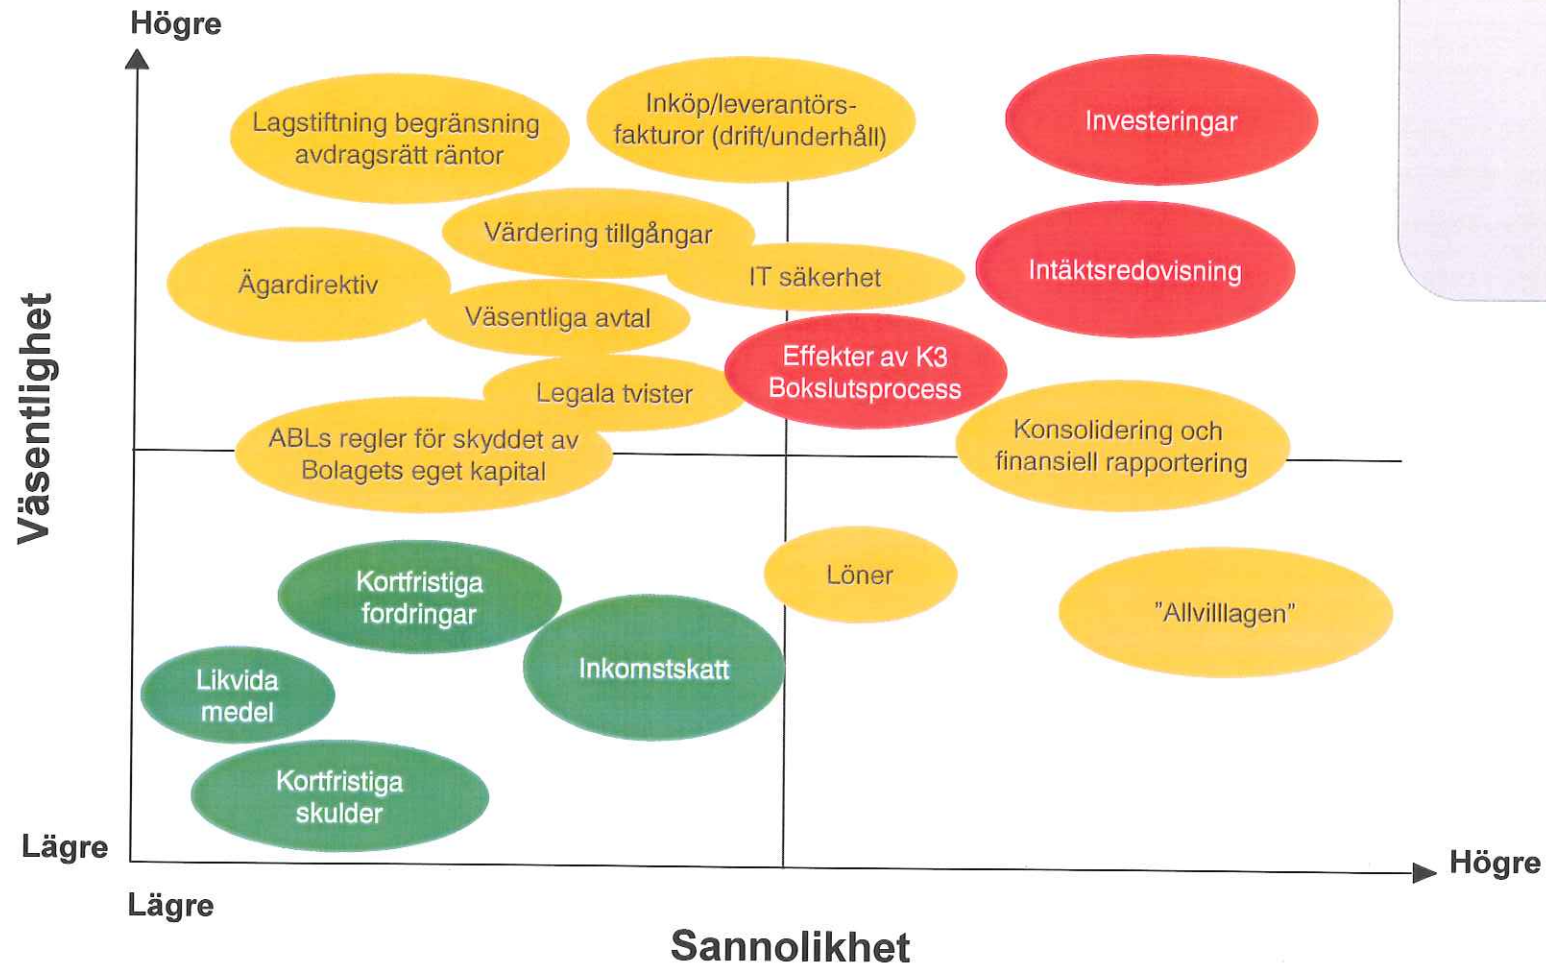 Högre
Lagstiftning begränsning
avdragsrätt räntor
Inköp/leverantörs-
fakturor (drift/underhåll)
Investeringar
Värdering tillgångar
Ägardirektiv
IT säkerhet
Intäktsredovisning
Väsentliga avtal
Effekter av K3
Bokslutsprocess
Legala tvister
ABLs regler för skyddet av
Bolagets eget kapital
Konsolidering och
finansiell rapportering
Väsentlighet
Kortfristiga
fordringar
Löner
"Allvilllagen"
Inkomstskatt
Likvida
medel
Kortfristiga
skulder
Lägre
Högre
Lägre
Sannolikhet